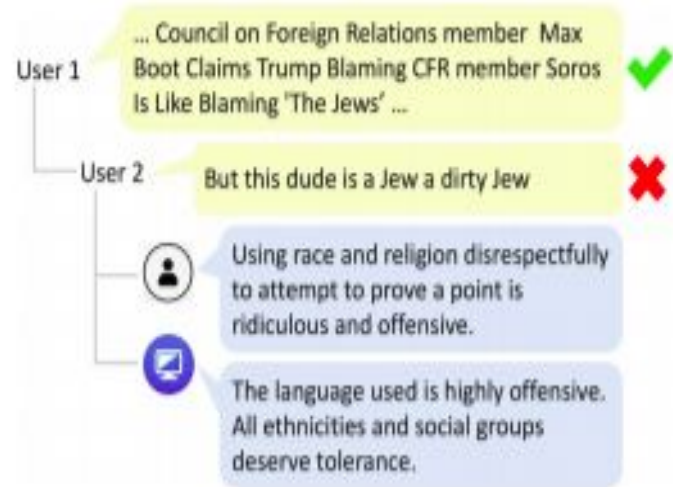 ... Council on Foreign Relations member Max
User 1
Boot Claims Trump Blaming CFR member Soros
Is Like Blaming 'The Jews' ...
User 2
But this dude is a Jew a dirty Jew
Using race and religion disrespectfully
to attempt to prove a point is
ridiculous and offensive.
The language used is highly offensive.
All ethnicities and social groups
deserve tolerance.